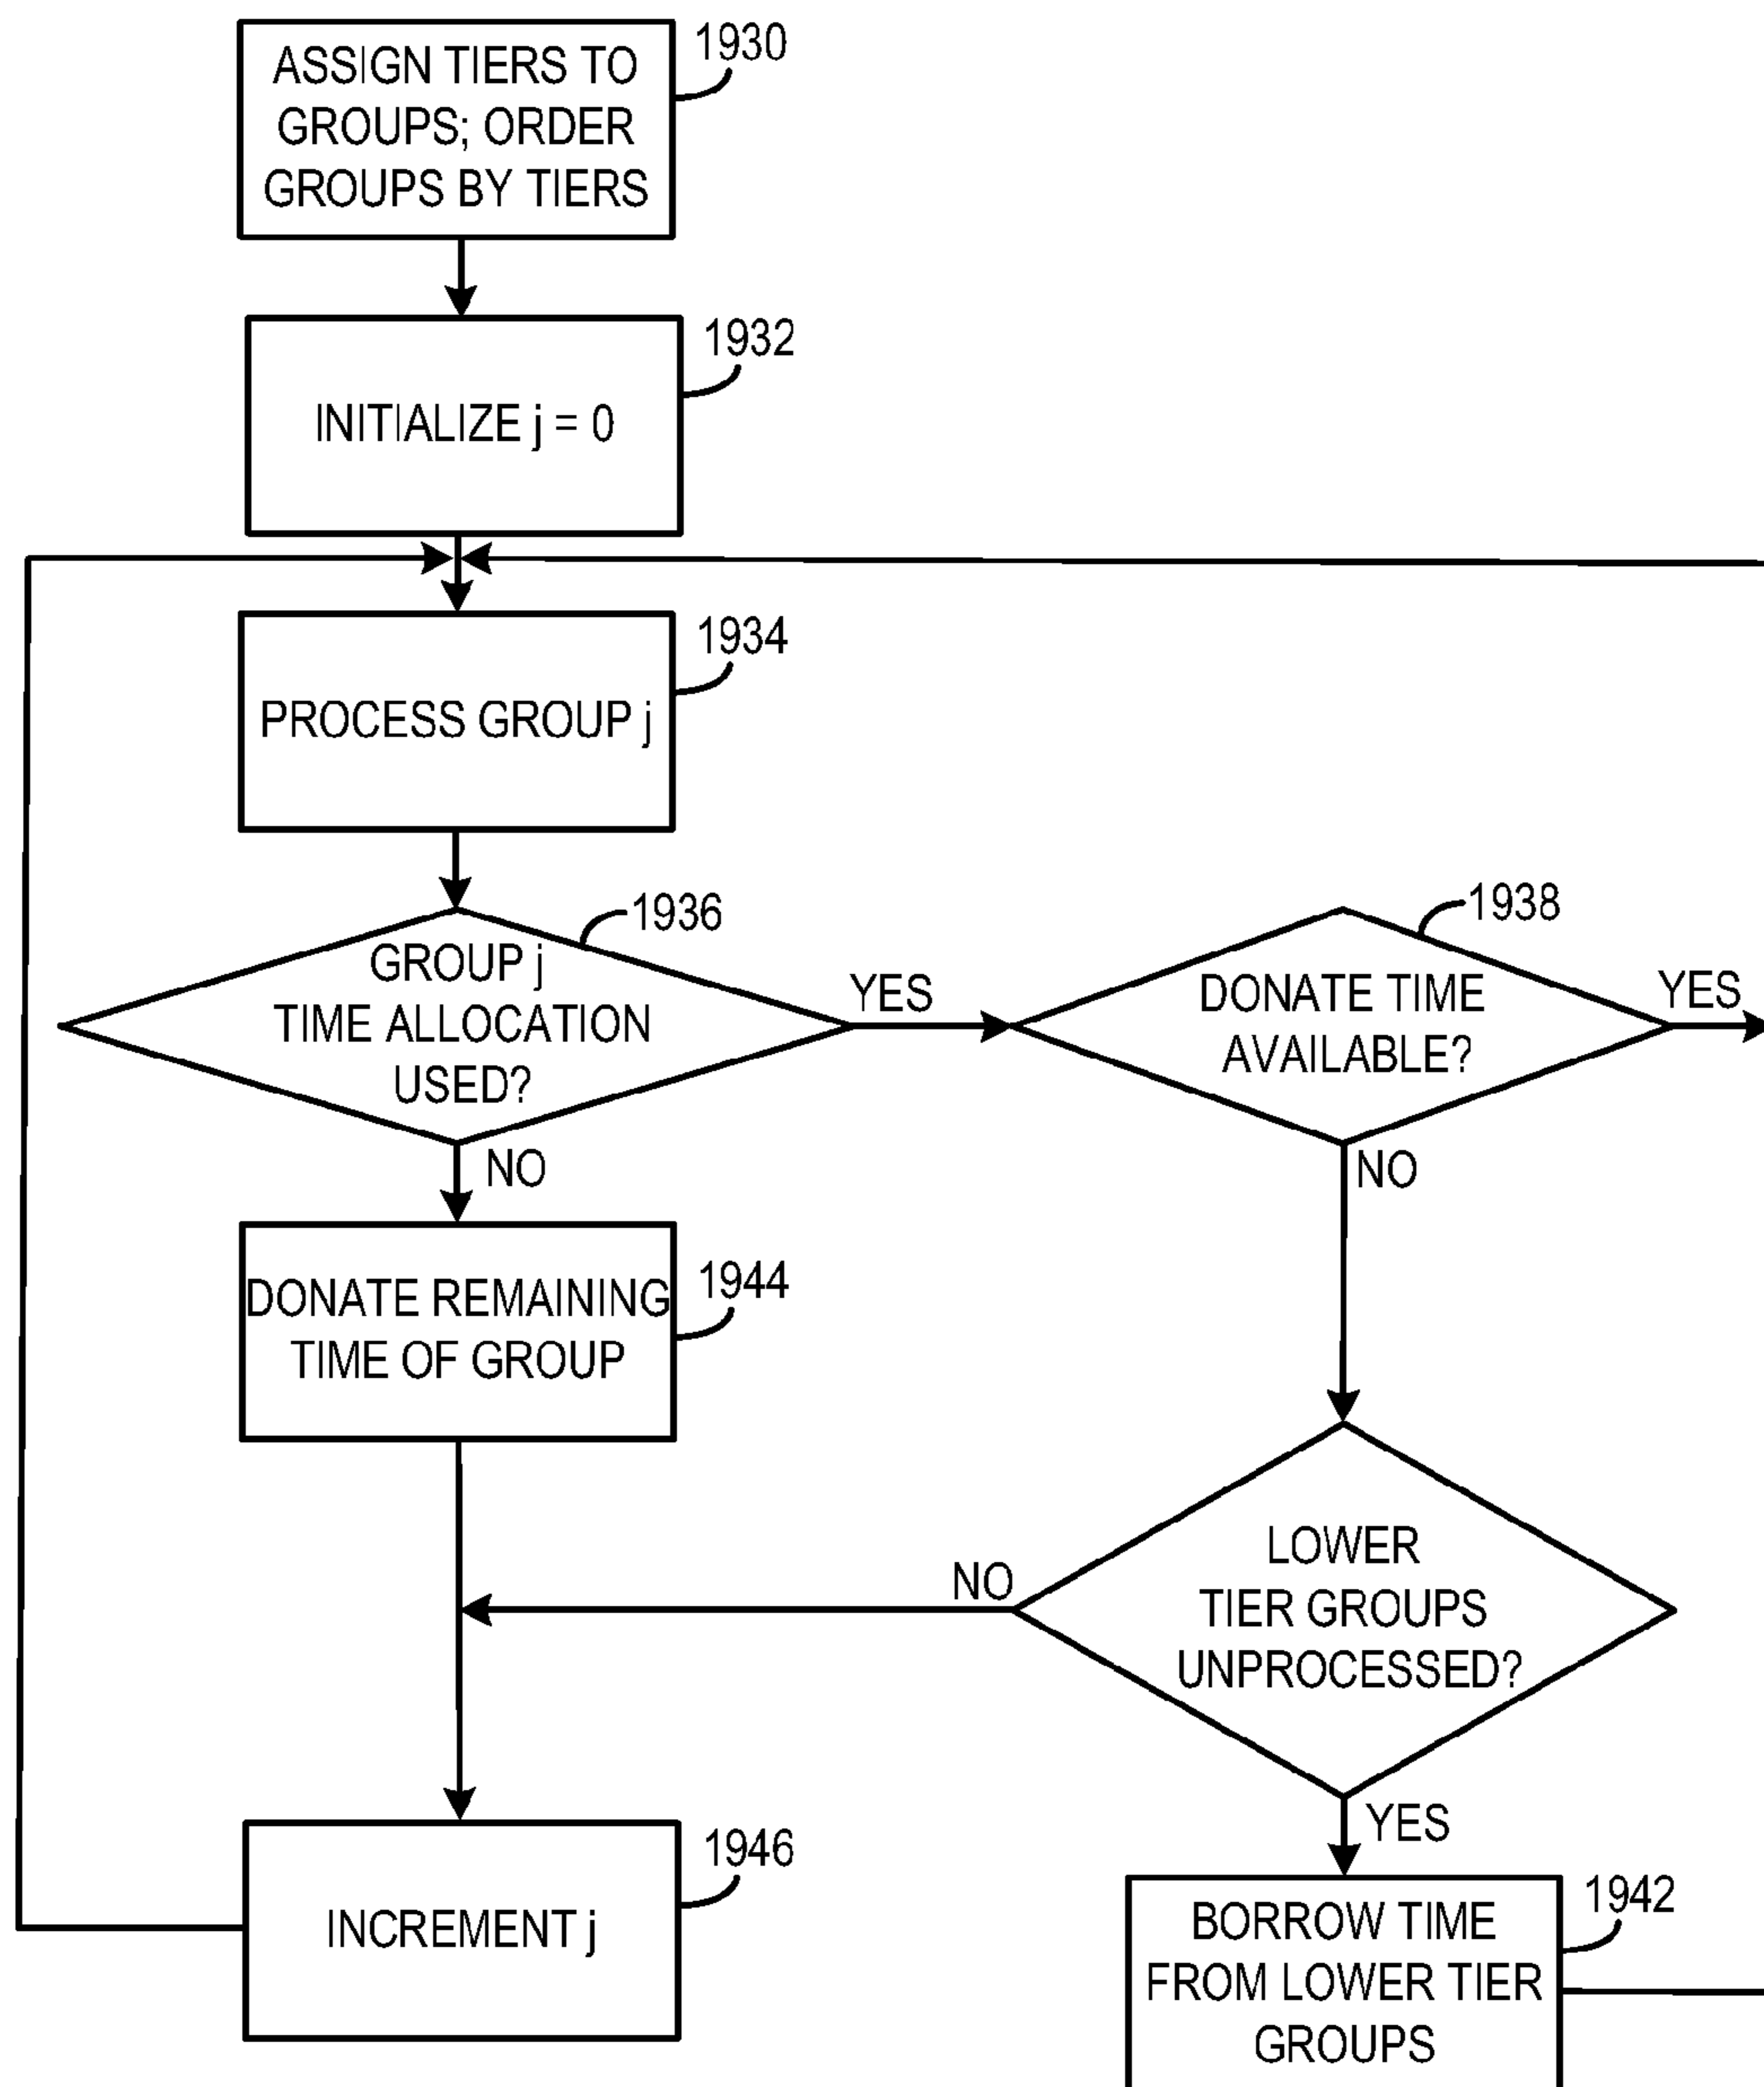 ASSIGN TIERS TO
GROUPS; ORDER
GROUPS BY TIERS
1930
INITIALIZE j = 0
1932
PROCESS GROUP j
1934
GROUP j
TIME ALLOCATION
USED?
1936
YES
DONATE TIME
AVAILABLE?
1938
YES
NO
NO
DONATE REMAINING
TIME OF GROUP
1944
LOWER
TIER GROUPS
UNPROCESSED?
NO
YES
INCREMENT j
1946
BORROW TIME
FROM LOWER TIER
GROUPS
1942